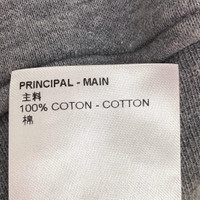 PRINCIPAL - MAIN
主料
100% COTON - COTTON
棉